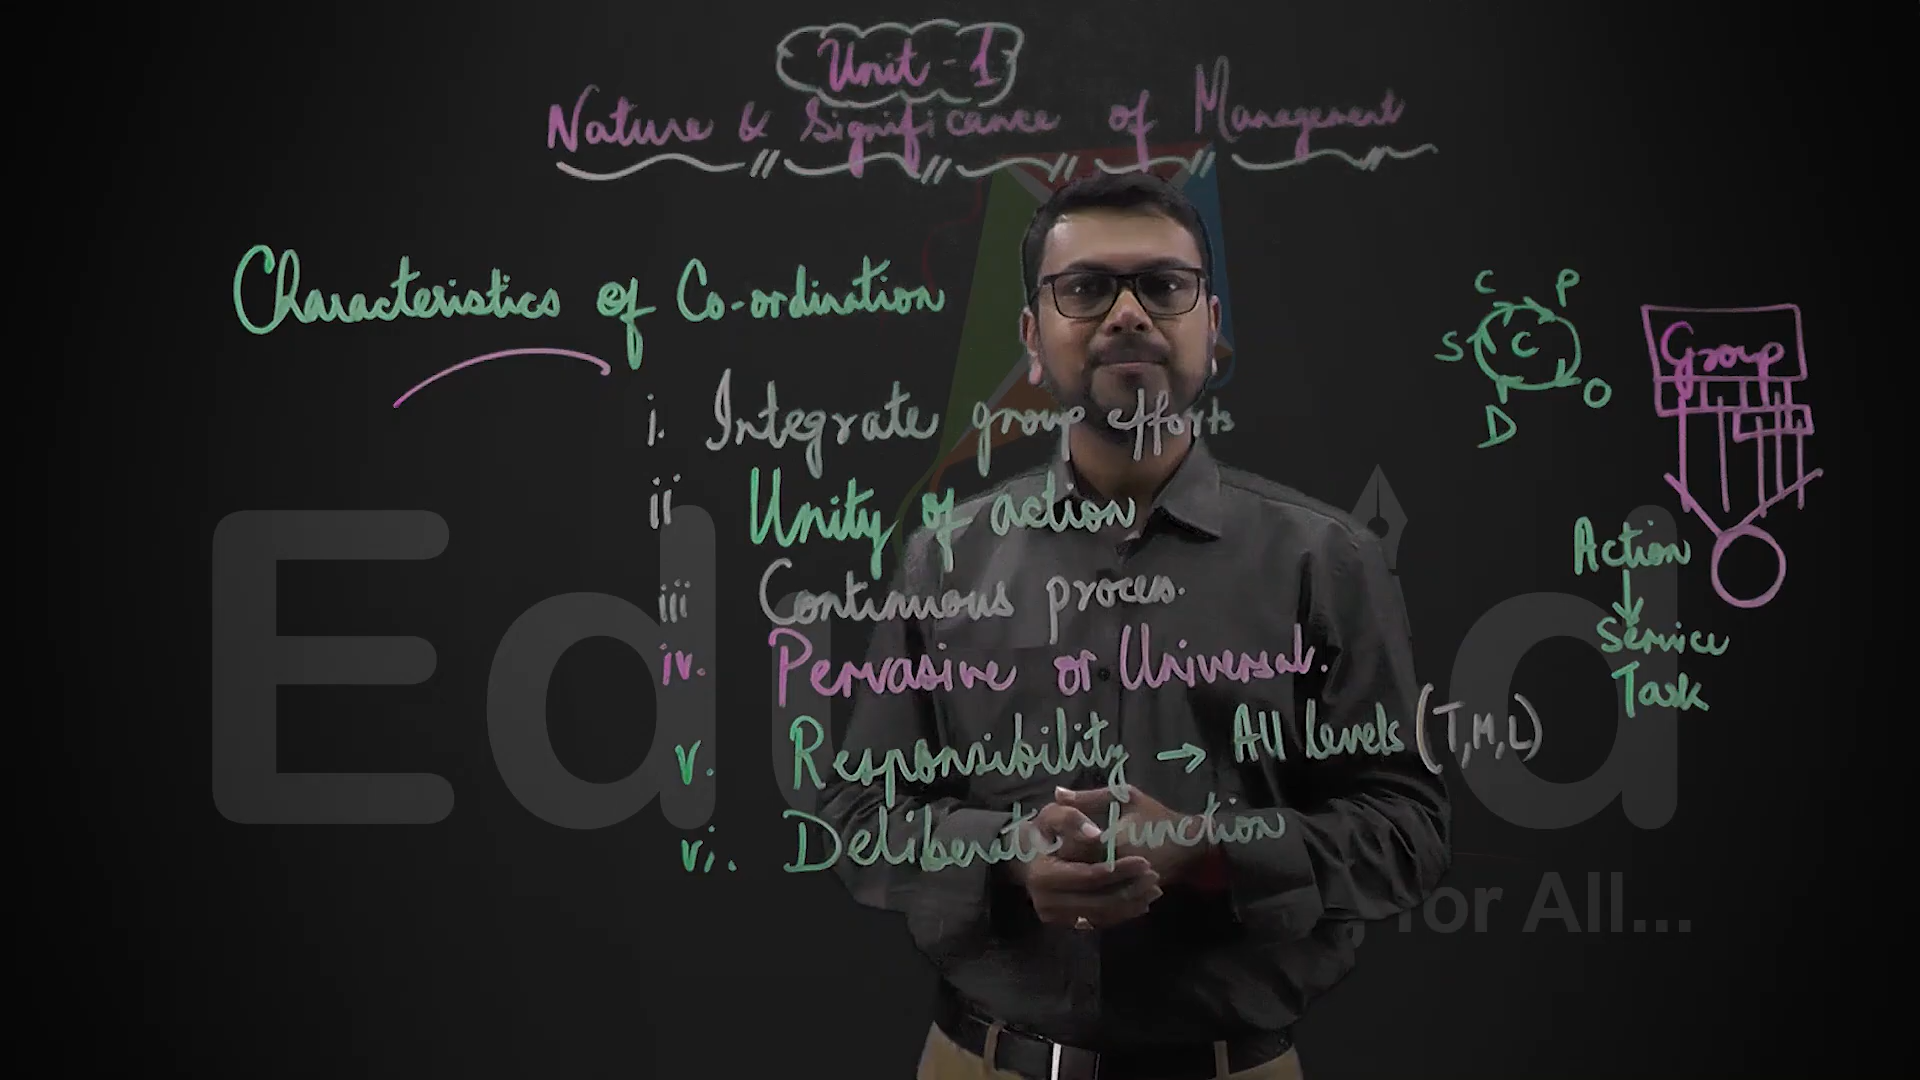 Unit - 1
Nature & Significance of Management
Characteristics of Co-ordination
i. Integrate group efforts
ii Unity of action
iii Continuous proces.
iv. Pervasive or Universal.
v. Responsibility → All levels (T,M,L)
vi. Deliberate function
C P
S C O
D
Group
Action
↓
Service
Task
, for All...